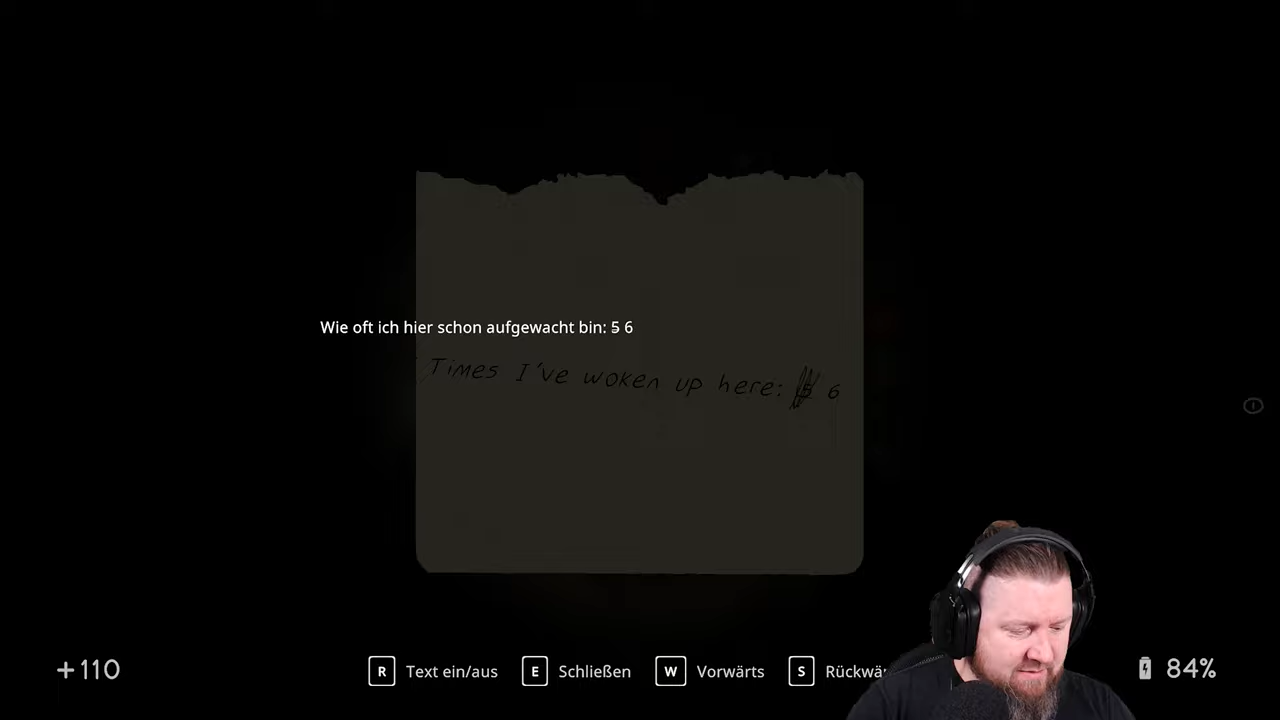 Wie oft ich hier schon aufgewacht bin: 5 6
Times I've woken up here: 5 6
+110
R Text ein/aus E Schließen W Vorwärts S
84%